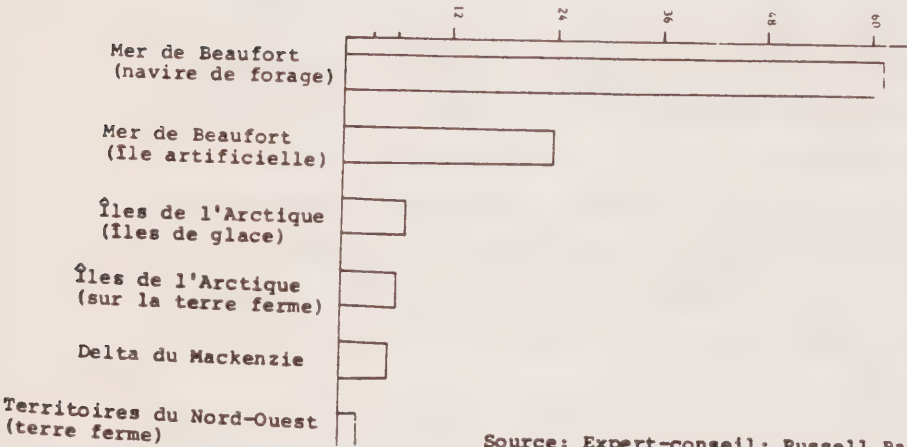 12 24 36 48 60
Mer de Beaufort
(navire de forage)
Mer de Beaufort
(île artificielle)
Îles de l'Arctique
(îles de glace)
Îles de l'Arctique
(sur la terre ferme)
Delta du Mackenzie
Territoires du Nord-Ouest
(terre ferme)
Source: Expert-conseil: Russell